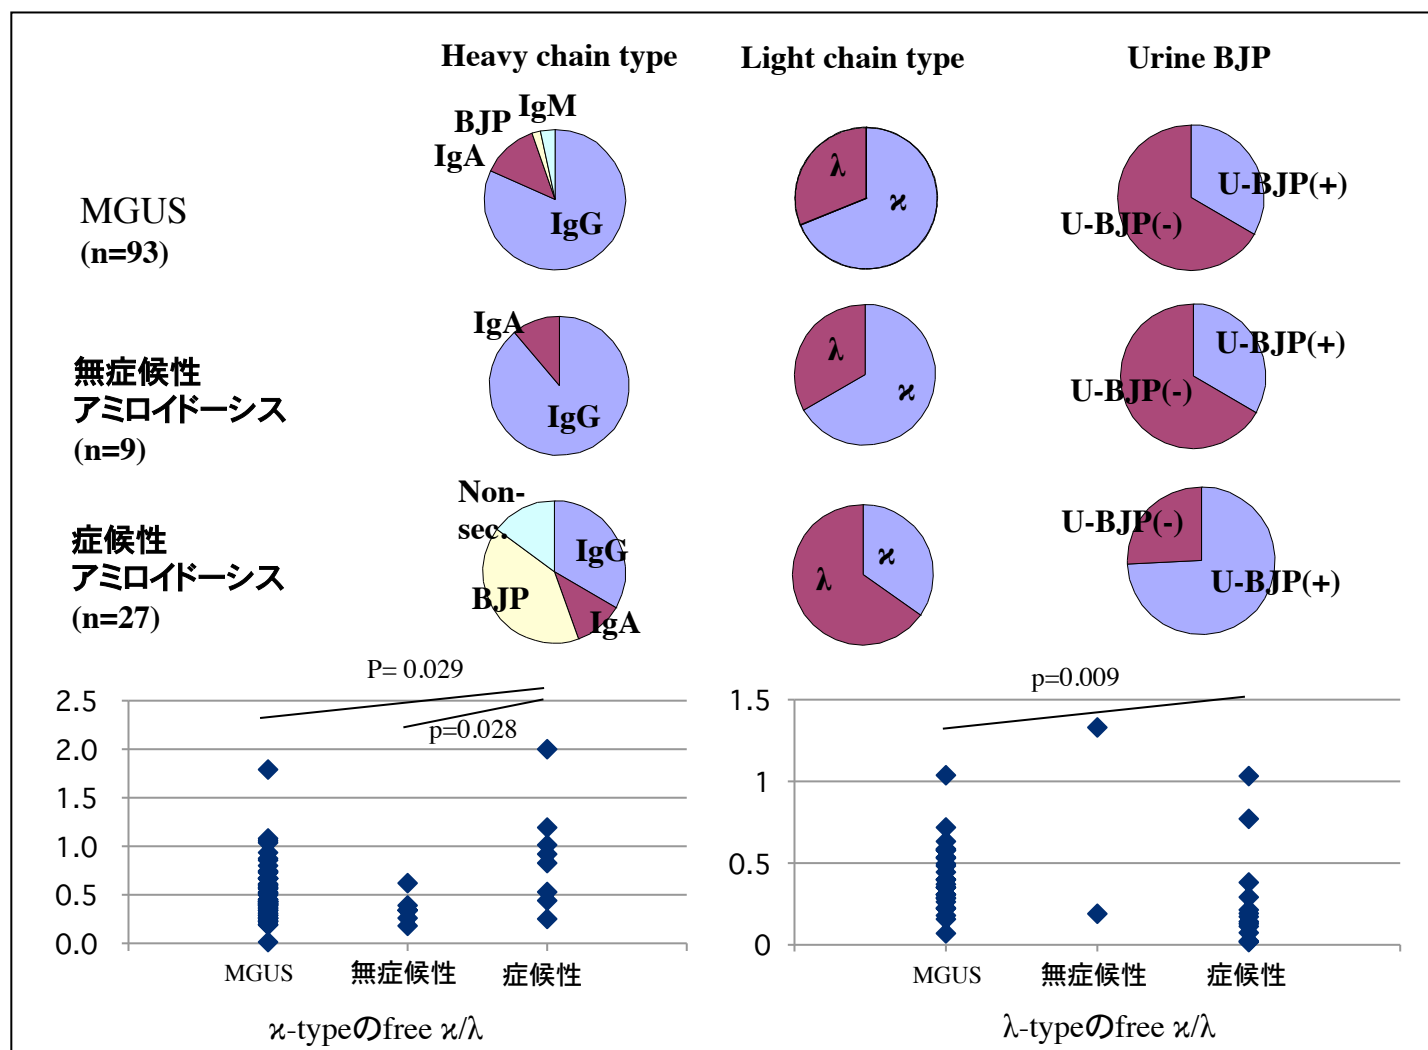 Heavy chain type
Light chain type
Urine BJP
MGUS
(n=93)
IgM
BJP
IgA
IgG
λ
ϰ
U-BJP(+)
U-BJP(-)
無症候性
アミロイドーシス
(n=9)
IgA
IgG
λ
ϰ
U-BJP(+)
U-BJP(-)
症候性
アミロイドーシス
(n=27)
Non-
sec.
IgG
BJP
IgA
ϰ
λ
U-BJP(-)
U-BJP(+)
P= 0.029
p=0.028
2.5
2.0
1.5
1.0
0.5
0.0
MGUS
無症候性
症候性
ϰ-typeのfree ϰ/λ
p=0.009
1.5
1
0.5
0
MGUS
無症候性
症候性
λ-typeのfree ϰ/λ